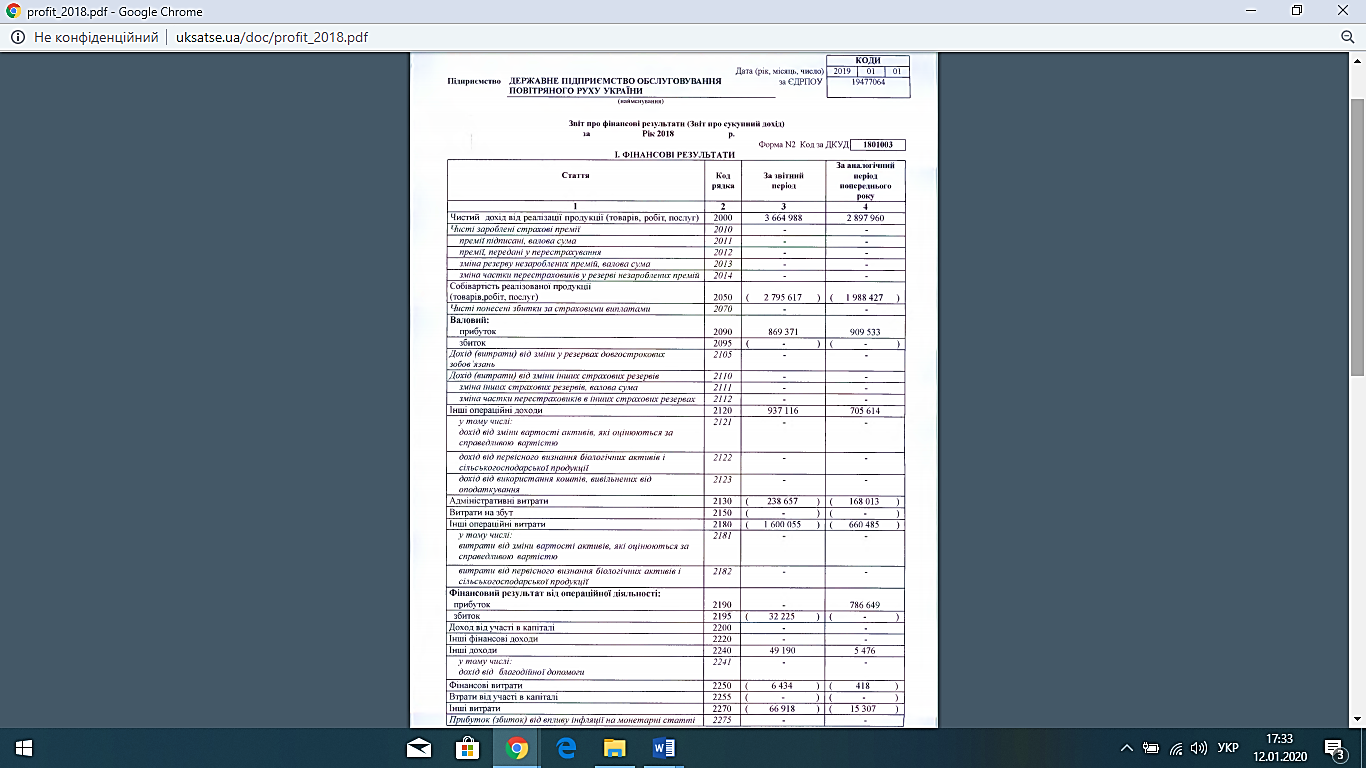 profit_2018.pdf - Google Chrome
Не конфіденційний | uksatse.ua/doc/profit_2018.pdf
КОДИ
Дата (рік, місяць, число) 2019 01 01
Підприємство ДЕРЖАВНЕ ПІДПРИЄМСТВО ОБСЛУГОВУВАННЯ за ЄДРПОУ 19477064
ПОВІТРЯНОГО РУХУ УКРАЇНИ
(найменування)
Звіт про фінансові результати (Звіт про сукупний дохід)
за Рік 2018 р.
Форма N2 Код за ДКУД 1801003
І. ФІНАНСОВІ РЕЗУЛЬТАТИ
Стаття Код рядка За звітний період За аналогічний період попереднього року
1 2 3 4
Чистий дохід від реалізації продукції (товарів, робіт, послуг) 2000 3 664 988 2 897 960
Чисті зароблені страхові премії 2010 - -
премії підписані, валова сума 2011 - -
премії, передані у перестрахування 2012 - -
зміна резерву незароблених премій, валова сума 2013 - -
зміна частки перестраховиків у резерві незароблених премій 2014 - -
Собівартість реалізованої продукції
(товарів,робіт, послуг) 2050 ( 2 795 617 ) ( 1 988 427 )
Чисті понесені збитки за страховими виплатами 2070 - -
Валовий:
прибуток 2090 869 371 909 533
збиток 2095 ( - ) ( - )
Дохід (витрати) від зміни у резервах довгострокових 2105 - -
зобов'язань
Дохід (витрати) від зміни інших страхових резервів 2110 - -
зміна інших страхових резервів, валова сума 2111 - -
зміна частки перестраховиків в інших страхових резервах 2112 - -
Інші операційні доходи 2120 937 116 705 614
у тому числі: 2121 - -
дохід від зміни вартості активів, які оцінюються за
справедливою вартістю
дохід від первісного визнання біологічних активів і 2122 - -
сільськогосподарської продукції
дохід від використання коштів, вивільнених від 2123 - -
оподаткування
Адміністративні витрати 2130 ( 238 657 ) ( 168 013 )
Витрати на збут 2150 ( - ) ( - )
Інші операційні витрати 2180 ( 1 600 055 ) ( 660 485 )
у тому числі: 2181 - -
витрати від зміни вартості активів, які оцінюються за
справедливою вартістю
витрати від первісного визнання біологічних активів і 2182 - -
сільськогосподарської продукції
Фінансовий результат від операційної діяльності:
прибуток 2190 - 786 649
збиток 2195 ( 32 225 ) ( - )
Доход від участі в капіталі 2200 - -
Інші фінансові доходи 2220 - -
Інші доходи 2240 49 190 5 476
у тому числі: 2241 - -
дохід від благодійної допомоги
Фінансові витрати 2250 ( 6 434 ) ( 418 )
Втрати від участі в капіталі 2255 ( - ) ( - )
Інші витрати 2270 ( 66 918 ) ( 15 307 )
Прибуток (збиток) від впливу інфляції на монетарні статті 2275 - -
УКР
17:33
12.01.2020
3